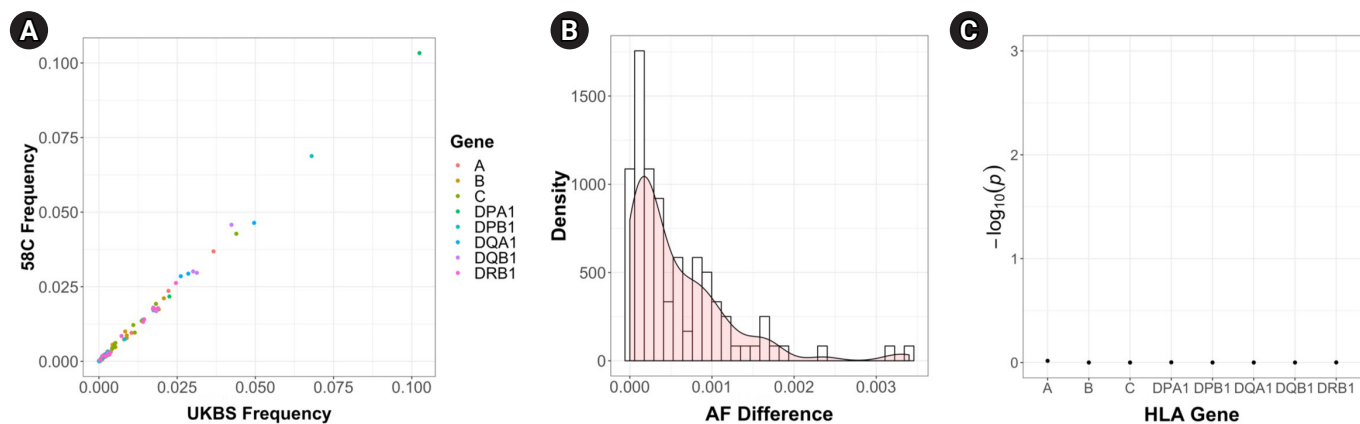 A
0.100
0.075
0.050
0.025
0.000
58C Frequency
0.000 0.025 0.050 0.075 0.100
UKBS Frequency
Gene
A
B
C
DPA1
DPB1
DQA1
DQB1
DRB1
B
1500
1000
500
0
Density
0.000 0.001 0.002 0.003
AF Difference
C
3
2
1
0
−log10(p)
A B C DPA1 DPB1 DQA1 DQB1 DRB1
HLA Gene